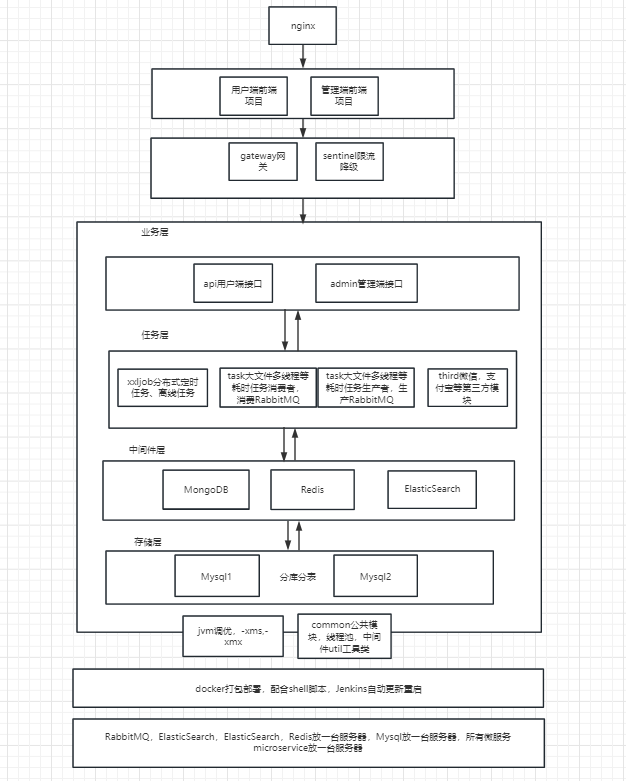 nginx
用户端前端
项目
管理端前端
项目
gateway网
关
sentinel限流
降级
业务层
api用户端接口
admin管理端接口
任务层
xxljob分布式定时
任务、离线任务
task大文件多线程等
耗时任务消费者,
消费RabbitMQ
task大文件多线程等
耗时任务生产者, 生
产RabbitMQ
third微信, 支
付宝等第三方模
块
中间件层
MongoDB
Redis
ElasticSearch
存储层
Mysql1
分库分表
Mysql2
jvm调优, -xms,-
xmx
common公共模
块, 线程池, 中间
件util工具类
docker打包部署, 配合shell脚本、Jenkins自动更新重启
RabbitMQ、ElasticSearch、ElasticSearch、Redis放一台服务器, Mysql放一台服务器, 所有微服务
microservice放一台服务器